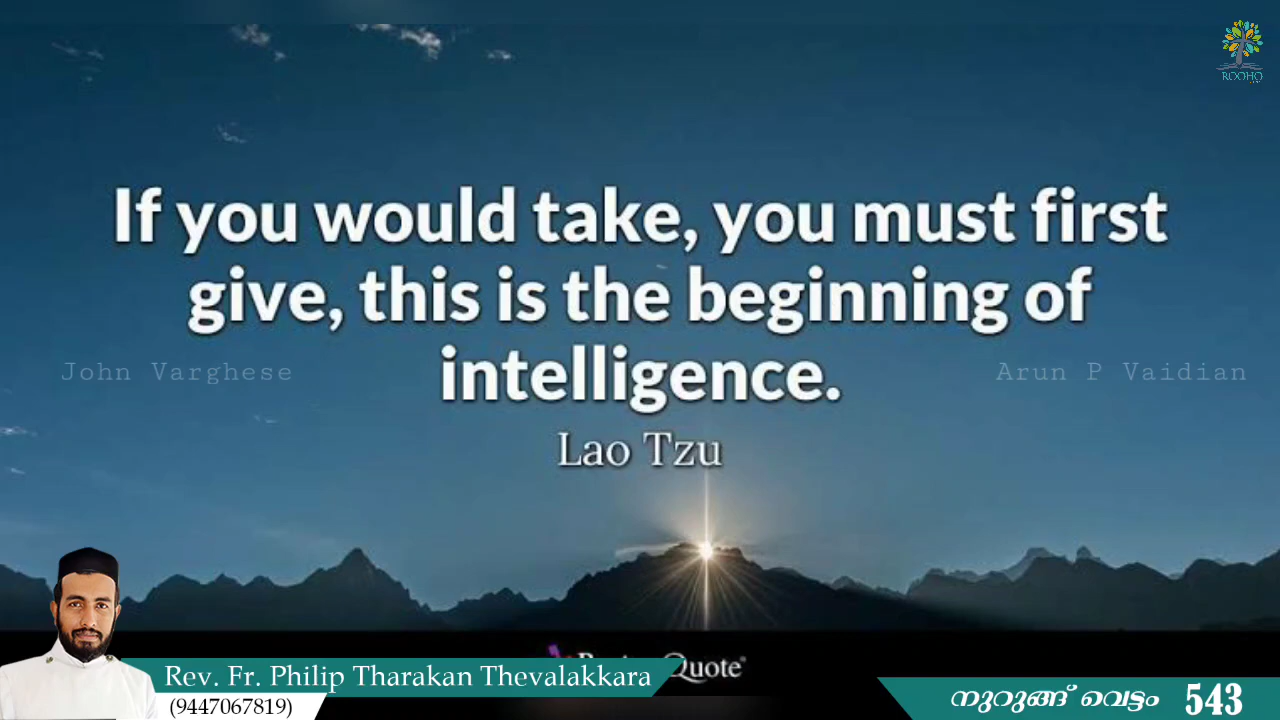 ROOHO
If you would take, you must first
give, this is the beginning of
intelligence.
John Varghese
Arun P Vaidian
Lao Tzu
Quote
Rev. Fr. Philip Tharakan Thevalakkara
(9447067819)
നുറുങ്ങ് വെട്ടം 543